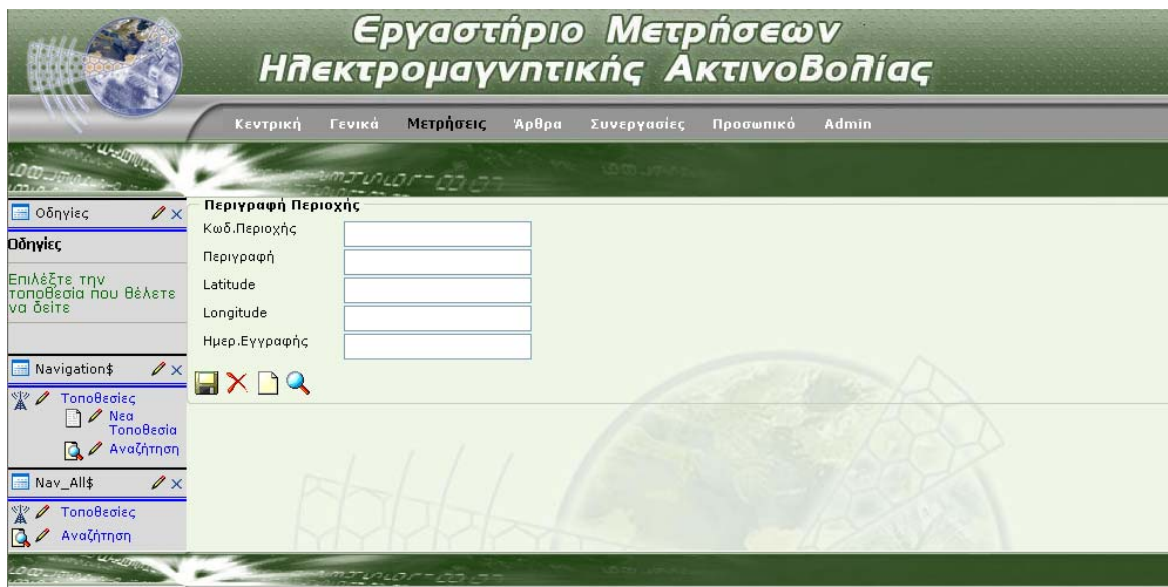 Εργαστήριο Μετρήσεων
Ηλεκτρομαγνητικής Ακτινοβολίας
Κεντρική Γενικά Μετρήσεις Άρθρα Συνεργασίες Προσωπικό Admin
Οδηγίες
Οδηγίες
Επιλέξτε την
τοποθεσία που θέλετε
να δείτε
Navigation$
Τοποθεσίες
Νεα
Τοποθεσία
Αναζήτηση
Nav_All$
Τοποθεσίες
Αναζήτηση
Περιγραφή Περιοχής
Κωδ.Περιοχής
Περιγραφή
Latitude
Longitude
Ημερ.Εγγραφής